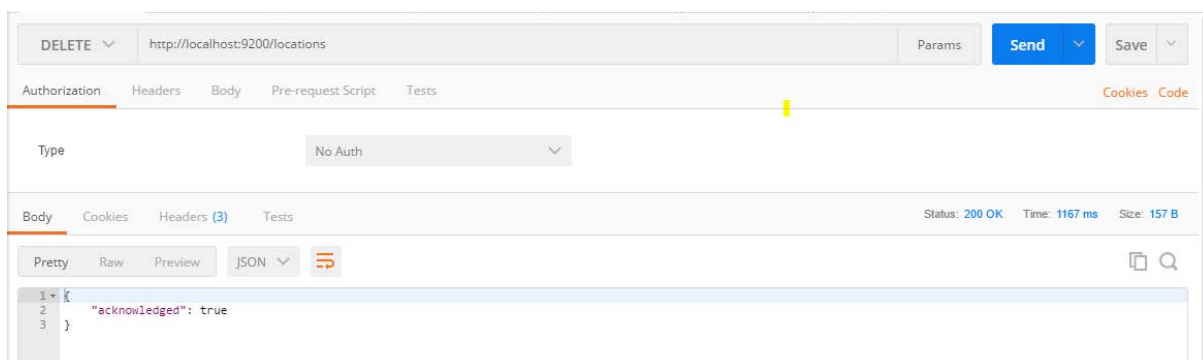 DELETE http://localhost:9200/locations Params Send Save
Authorization Headers Body Pre-request Script Tests Cookies Code
Type No Auth
Body Cookies Headers (3) Tests Status: 200 OK Time: 1167 ms Size: 157 B
Pretty Raw Preview JSON
1 {
2 "acknowledged": true
3 }